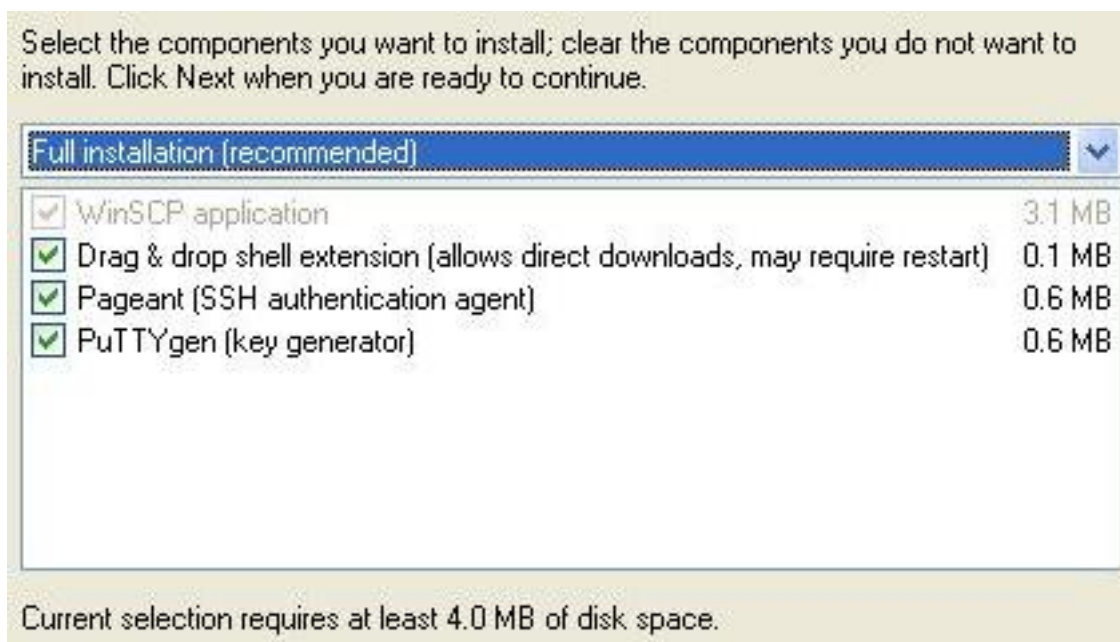 Select the components you want to install; clear the components you do not want to
install. Click Next when you are ready to continue.
Full installation (recommended)
WinSCP application 3.1 MB
Drag & drop shell extension (allows direct downloads, may require restart) 0.1 MB
Pageant (SSH authentication agent) 0.6 MB
PuTTYgen (key generator) 0.6 MB
Current selection requires at least 4.0 MB of disk space.